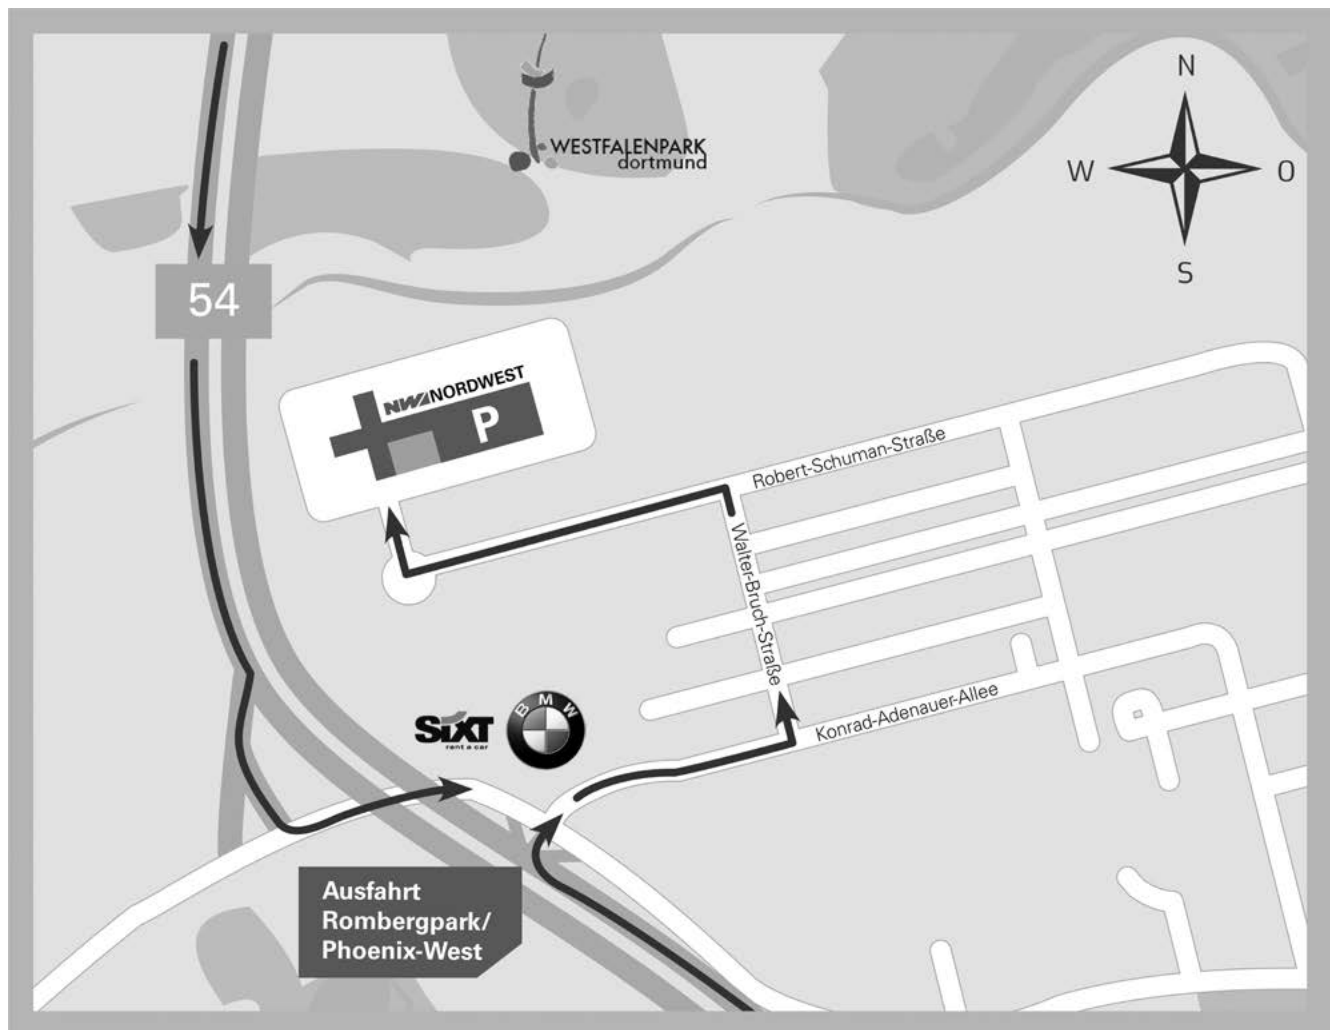 N
W
O
S
WESTFALENPARK
dortmund
54
NW NORDWEST
P
Robert-Schuman-Straße
Walter-Bruch-Straße
Konrad-Adenauer-Allee
SiXT
rent a car
BMW
Ausfahrt
Rombergpark/
Phoenix-West